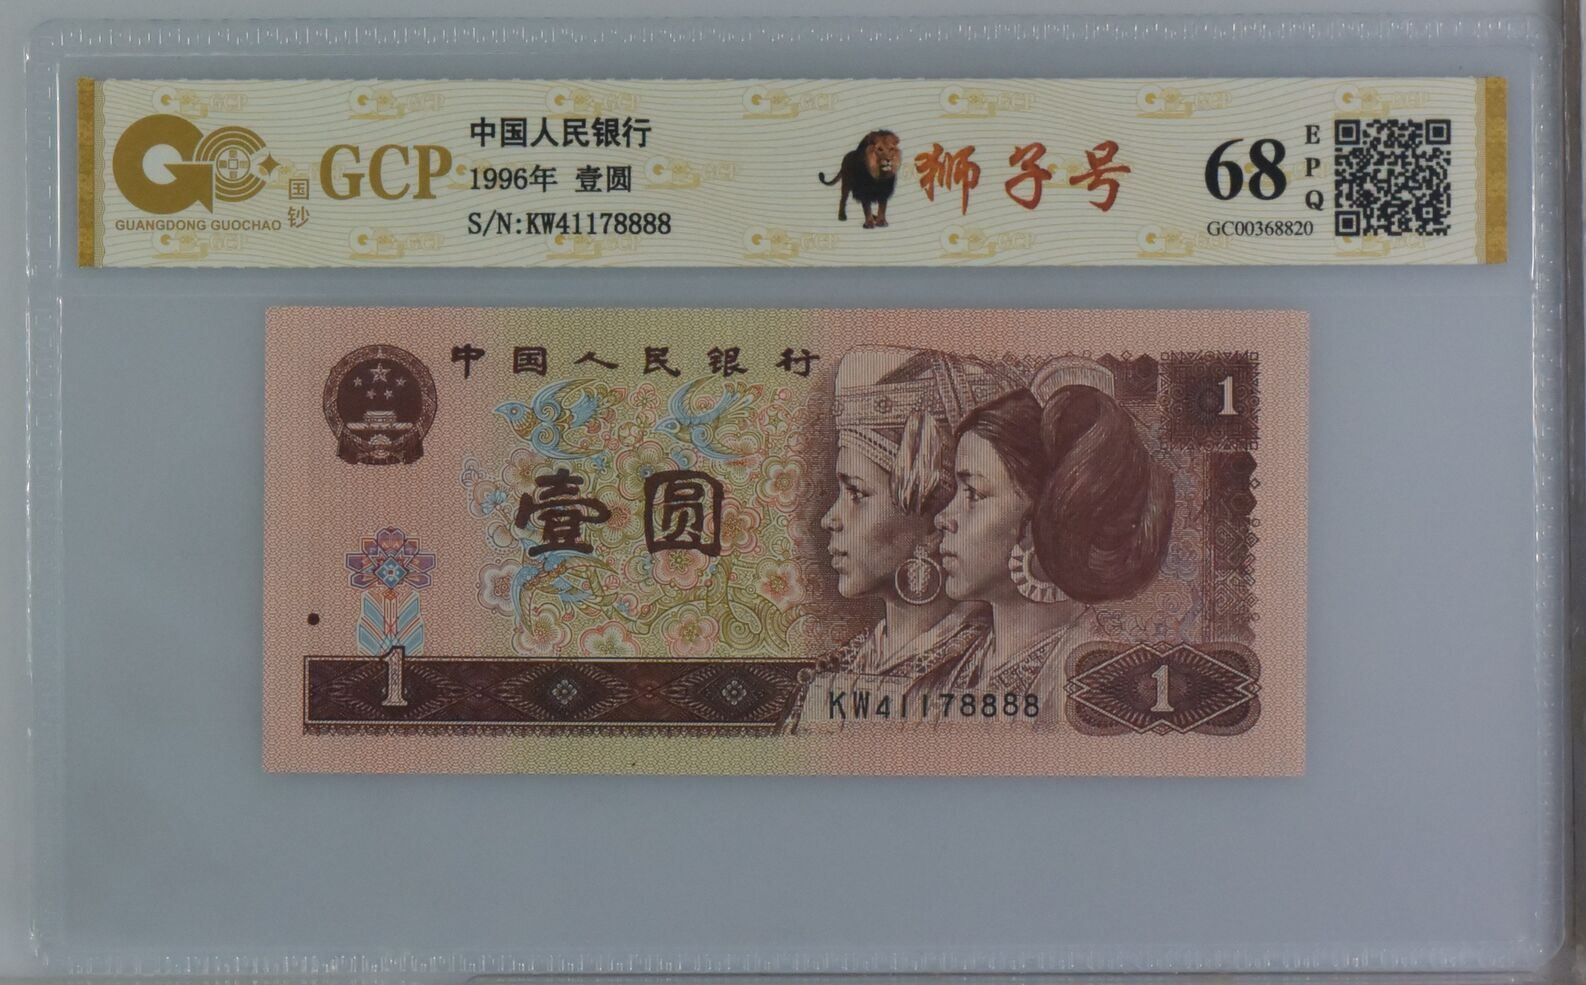 GCP
GUANGDONG GUOCHAO
国钞
中国人民银行
1996年 壹圆
S/N:KW41178888
狮子号
68
EPQ
GC00368820
中国人民银行
1
壹圆
1
KW41178888
1